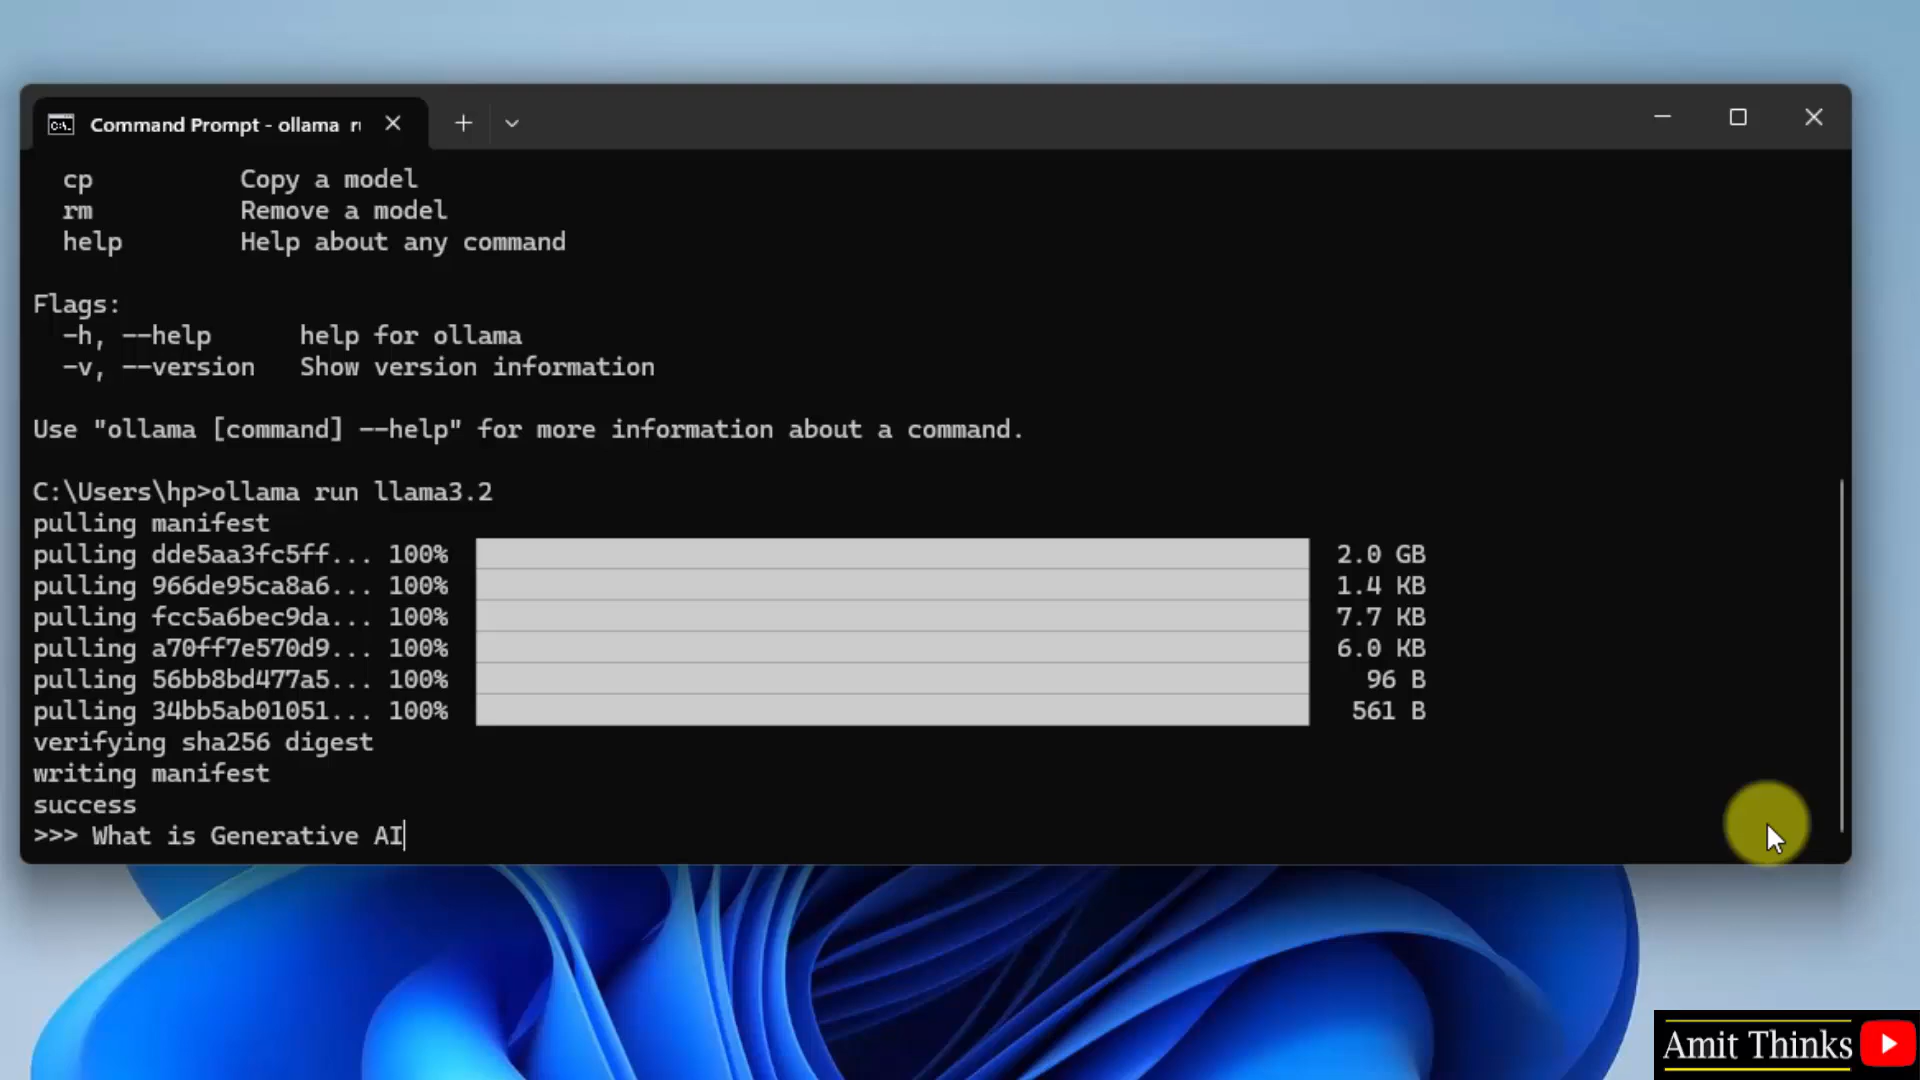 Command Prompt - ollama
cp Copy a model
rm Remove a model
help Help about any command
Flags:
-h, --help help for ollama
-v, --version Show version information
Use "ollama [command] --help" for more information about a command.
C:\Users\hp>ollama run llama3.2
pulling manifest
pulling dde5aa3fc5ff... 100% 2.0 GB
pulling 966de95ca8a6... 100% 1.4 KB
pulling fcc5a6bec9da... 100% 7.7 KB
pulling a70ff7e570d9... 100% 6.0 KB
pulling 56bb8bd477a5... 100% 96 B
pulling 34bb5ab01051... 100% 561 B
verifying sha256 digest
writing manifest
success
>>> What is Generative AI
Amit Thinks